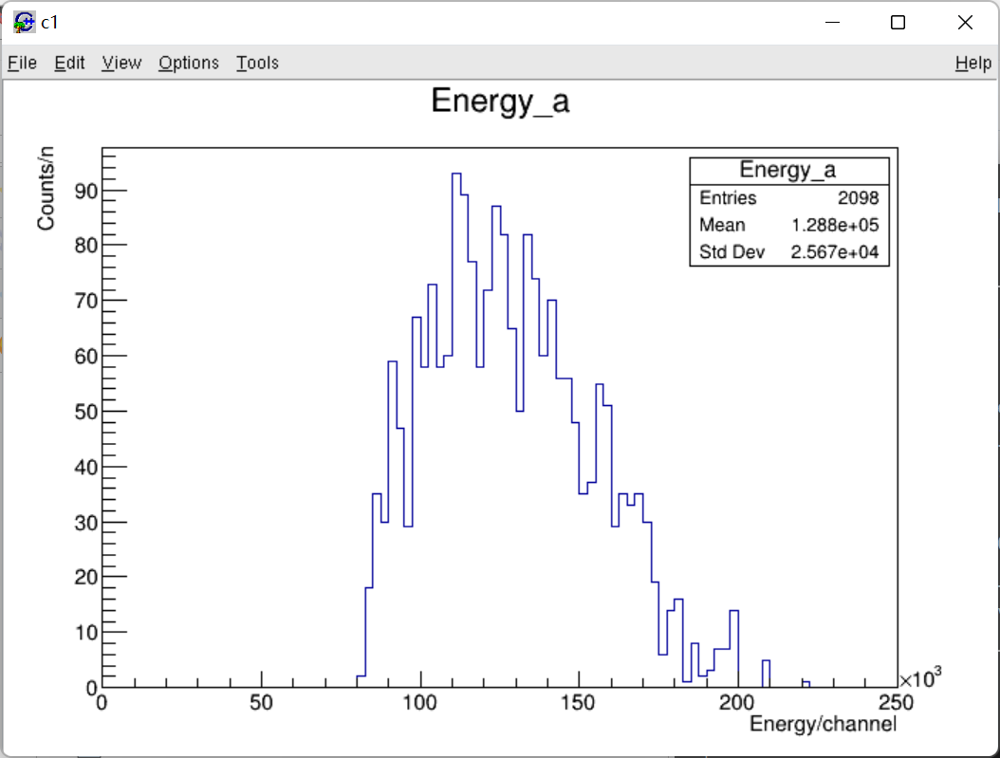 c1
File Edit View Options Tools Help
Energy_a
Counts/n
90
80
70
60
50
40
30
20
10
0
Energy_a
Entries 2098
Mean 1.288e+05
Std Dev 2.567e+04
0 50 100 150 200 250
×10³
Energy/channel